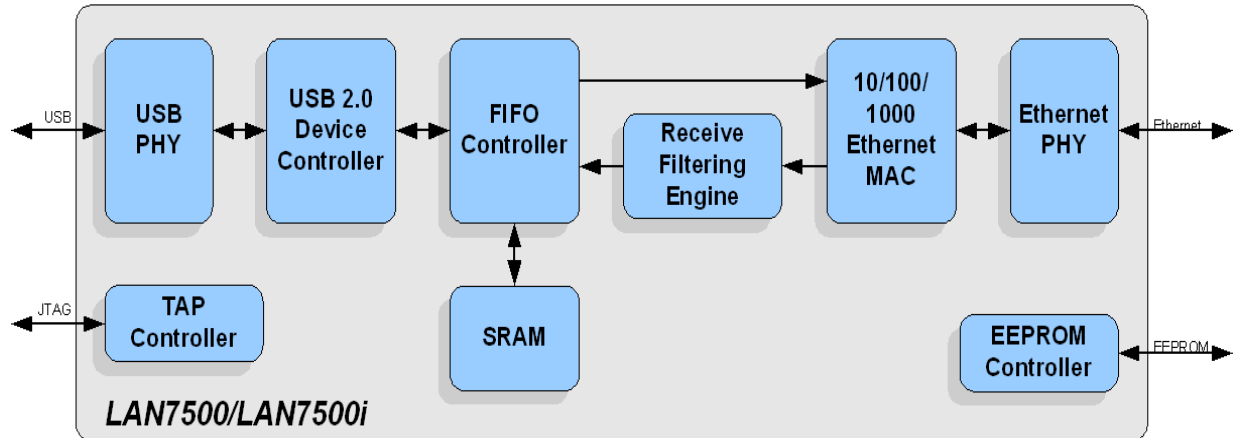 USB
USB
PHY
USB 2.0
Device
Controller
FIFO
Controller
Receive
Filtering
Engine
10/100/
1000
Ethernet
MAC
Ethernet
PHY
Ethernet
JTAG
TAP
Controller
SRAM
EEPROM
Controller
EEPROM
LAN7500/LAN7500i